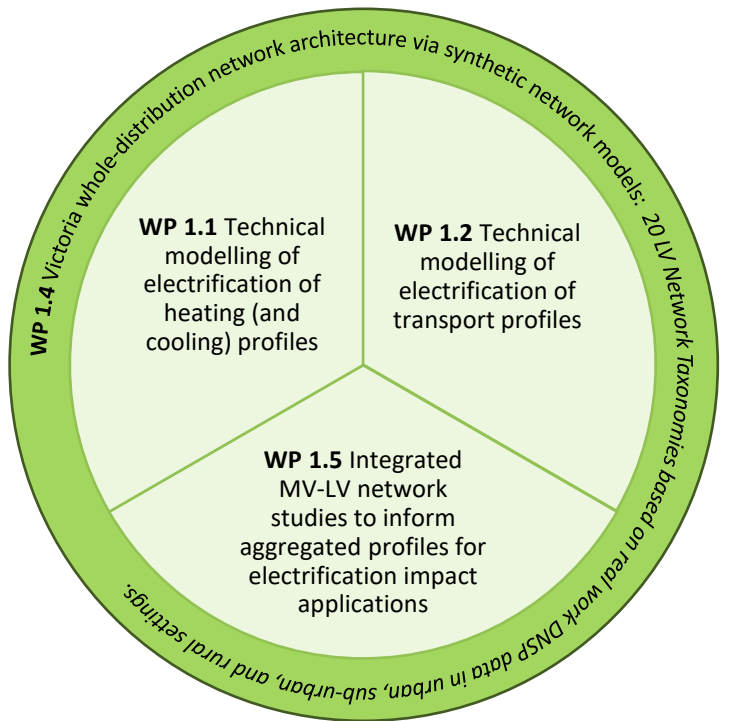 WP 1.4 Victoria whole-distribution network architecture via synthetic network models: 20 LV Network Taxonomies based on real work DNSP data in urban, sub-urban, and rural settings.
WP 1.1 Technical
modelling of
electrification of
heating (and
cooling) profiles
WP 1.2 Technical
modelling of
electrification of
transport profiles
WP 1.5 Integrated
MV-LV network
studies to inform
aggregated profiles for
electrification impact
applications